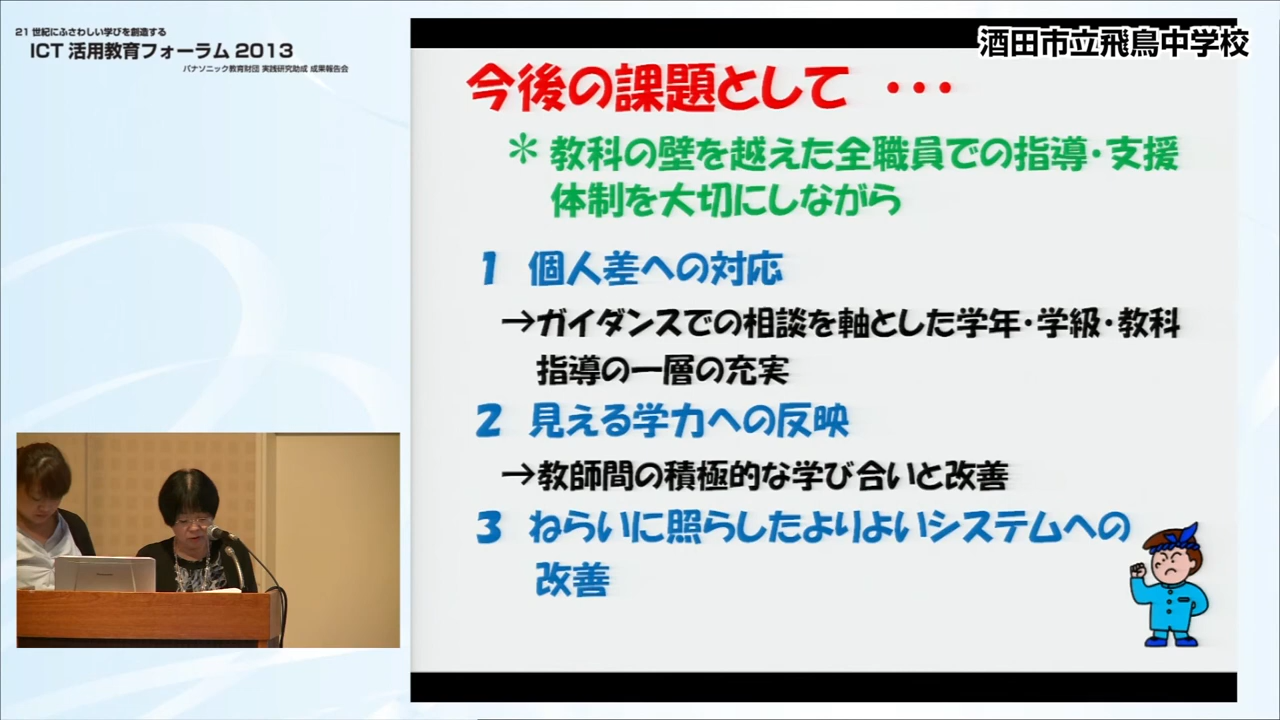 21 世紀にふさわしい学びを創造する
ICT 活用教育フォーラム 2013
パナソニック教育財団 実践研究助成 成果報告会
酒田市立飛鳥中学校
今後の課題として ・・・
＊ 教科の壁を越えた全職員での指導・支援
体制を大切にしながら
1 個人差への対応
→ガイダンスでの相談を軸とした学年・学級・教科
指導の一層の充実
2 見える学力への反映
→教師間の積極的な学び合いと改善
3 ねらいに照らしたよりよいシステムへの
改善